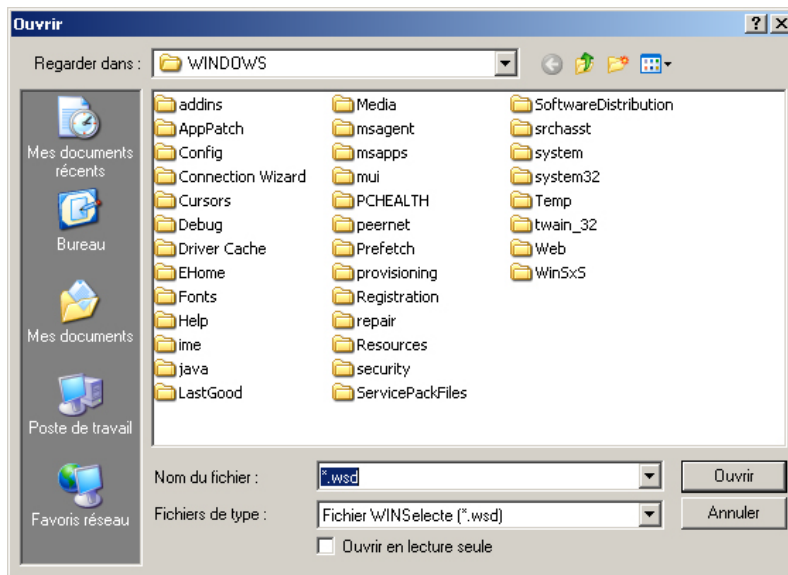 Ouvrir
Regarder dans :
WINDOWS
Mes documents
récents
Bureau
Mes documents
Poste de travail
Favoris réseau
addins
AppPatch
Config
Connection Wizard
Cursors
Debug
Driver Cache
EHome
Fonts
Help
ime
java
LastGood
Media
msagent
msapps
mui
PCHEALTH
peernet
Prefetch
provisioning
Registration
repair
Resources
security
ServicePackFiles
SoftwareDistribution
srchasst
system
system32
Temp
twain_32
Web
WinSxS
Nom du fichier :
*.wsd
Ouvrir
Fichiers de type :
Fichier WINSelecte (*.wsd)
Annuler
Ouvrir en lecture seule